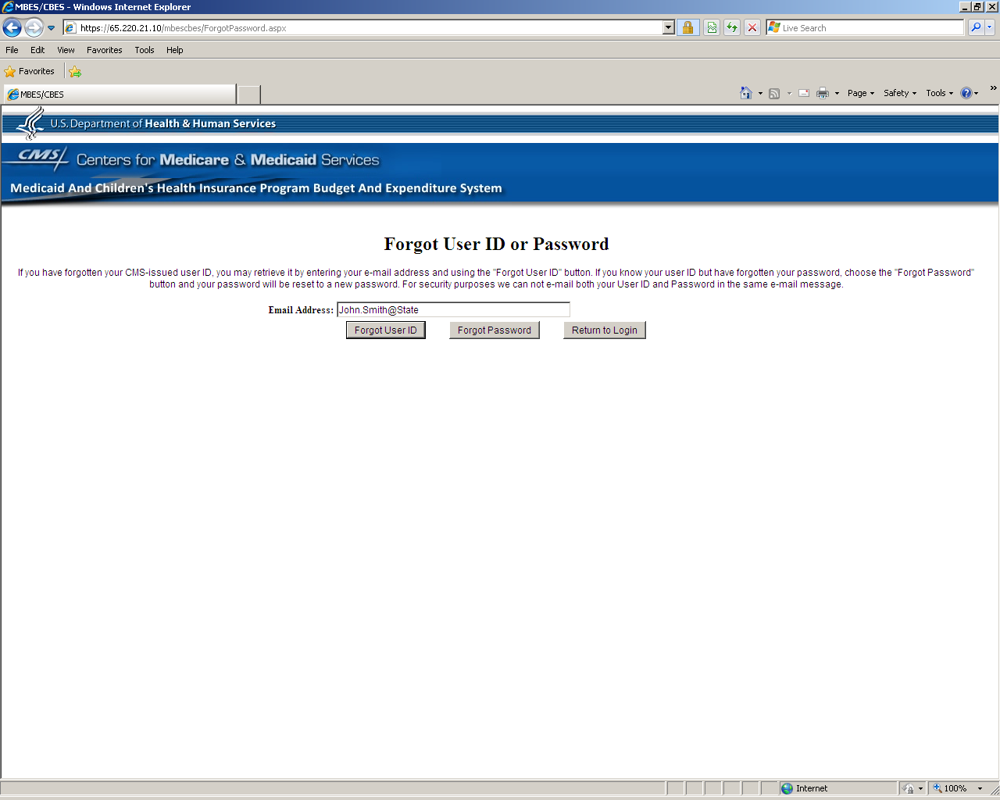 MBES/CBES - Windows Internet Explorer
https://65.220.21.10/mbescbes/ForgotPassword.aspx
Live Search
File Edit View Favorites Tools Help
Favorites
MBES/CBES
Page Safety Tools
U.S. Department of Health & Human Services
CMS Centers for Medicare & Medicaid Services
Medicaid And Children's Health Insurance Program Budget And Expenditure System
Forgot User ID or Password
If you have forgotten your CMS-issued user ID, you may retrieve it by entering your e-mail address and using the "Forgot User ID" button. If you know your user ID but have forgotten your password, choose the "Forgot Password"
button and your password will be reset to a new password. For security purposes we can not e-mail both your User ID and Password in the same e-mail message.
Email Address: John.Smith@State
Forgot User ID Forgot Password Return to Login
Internet 100%